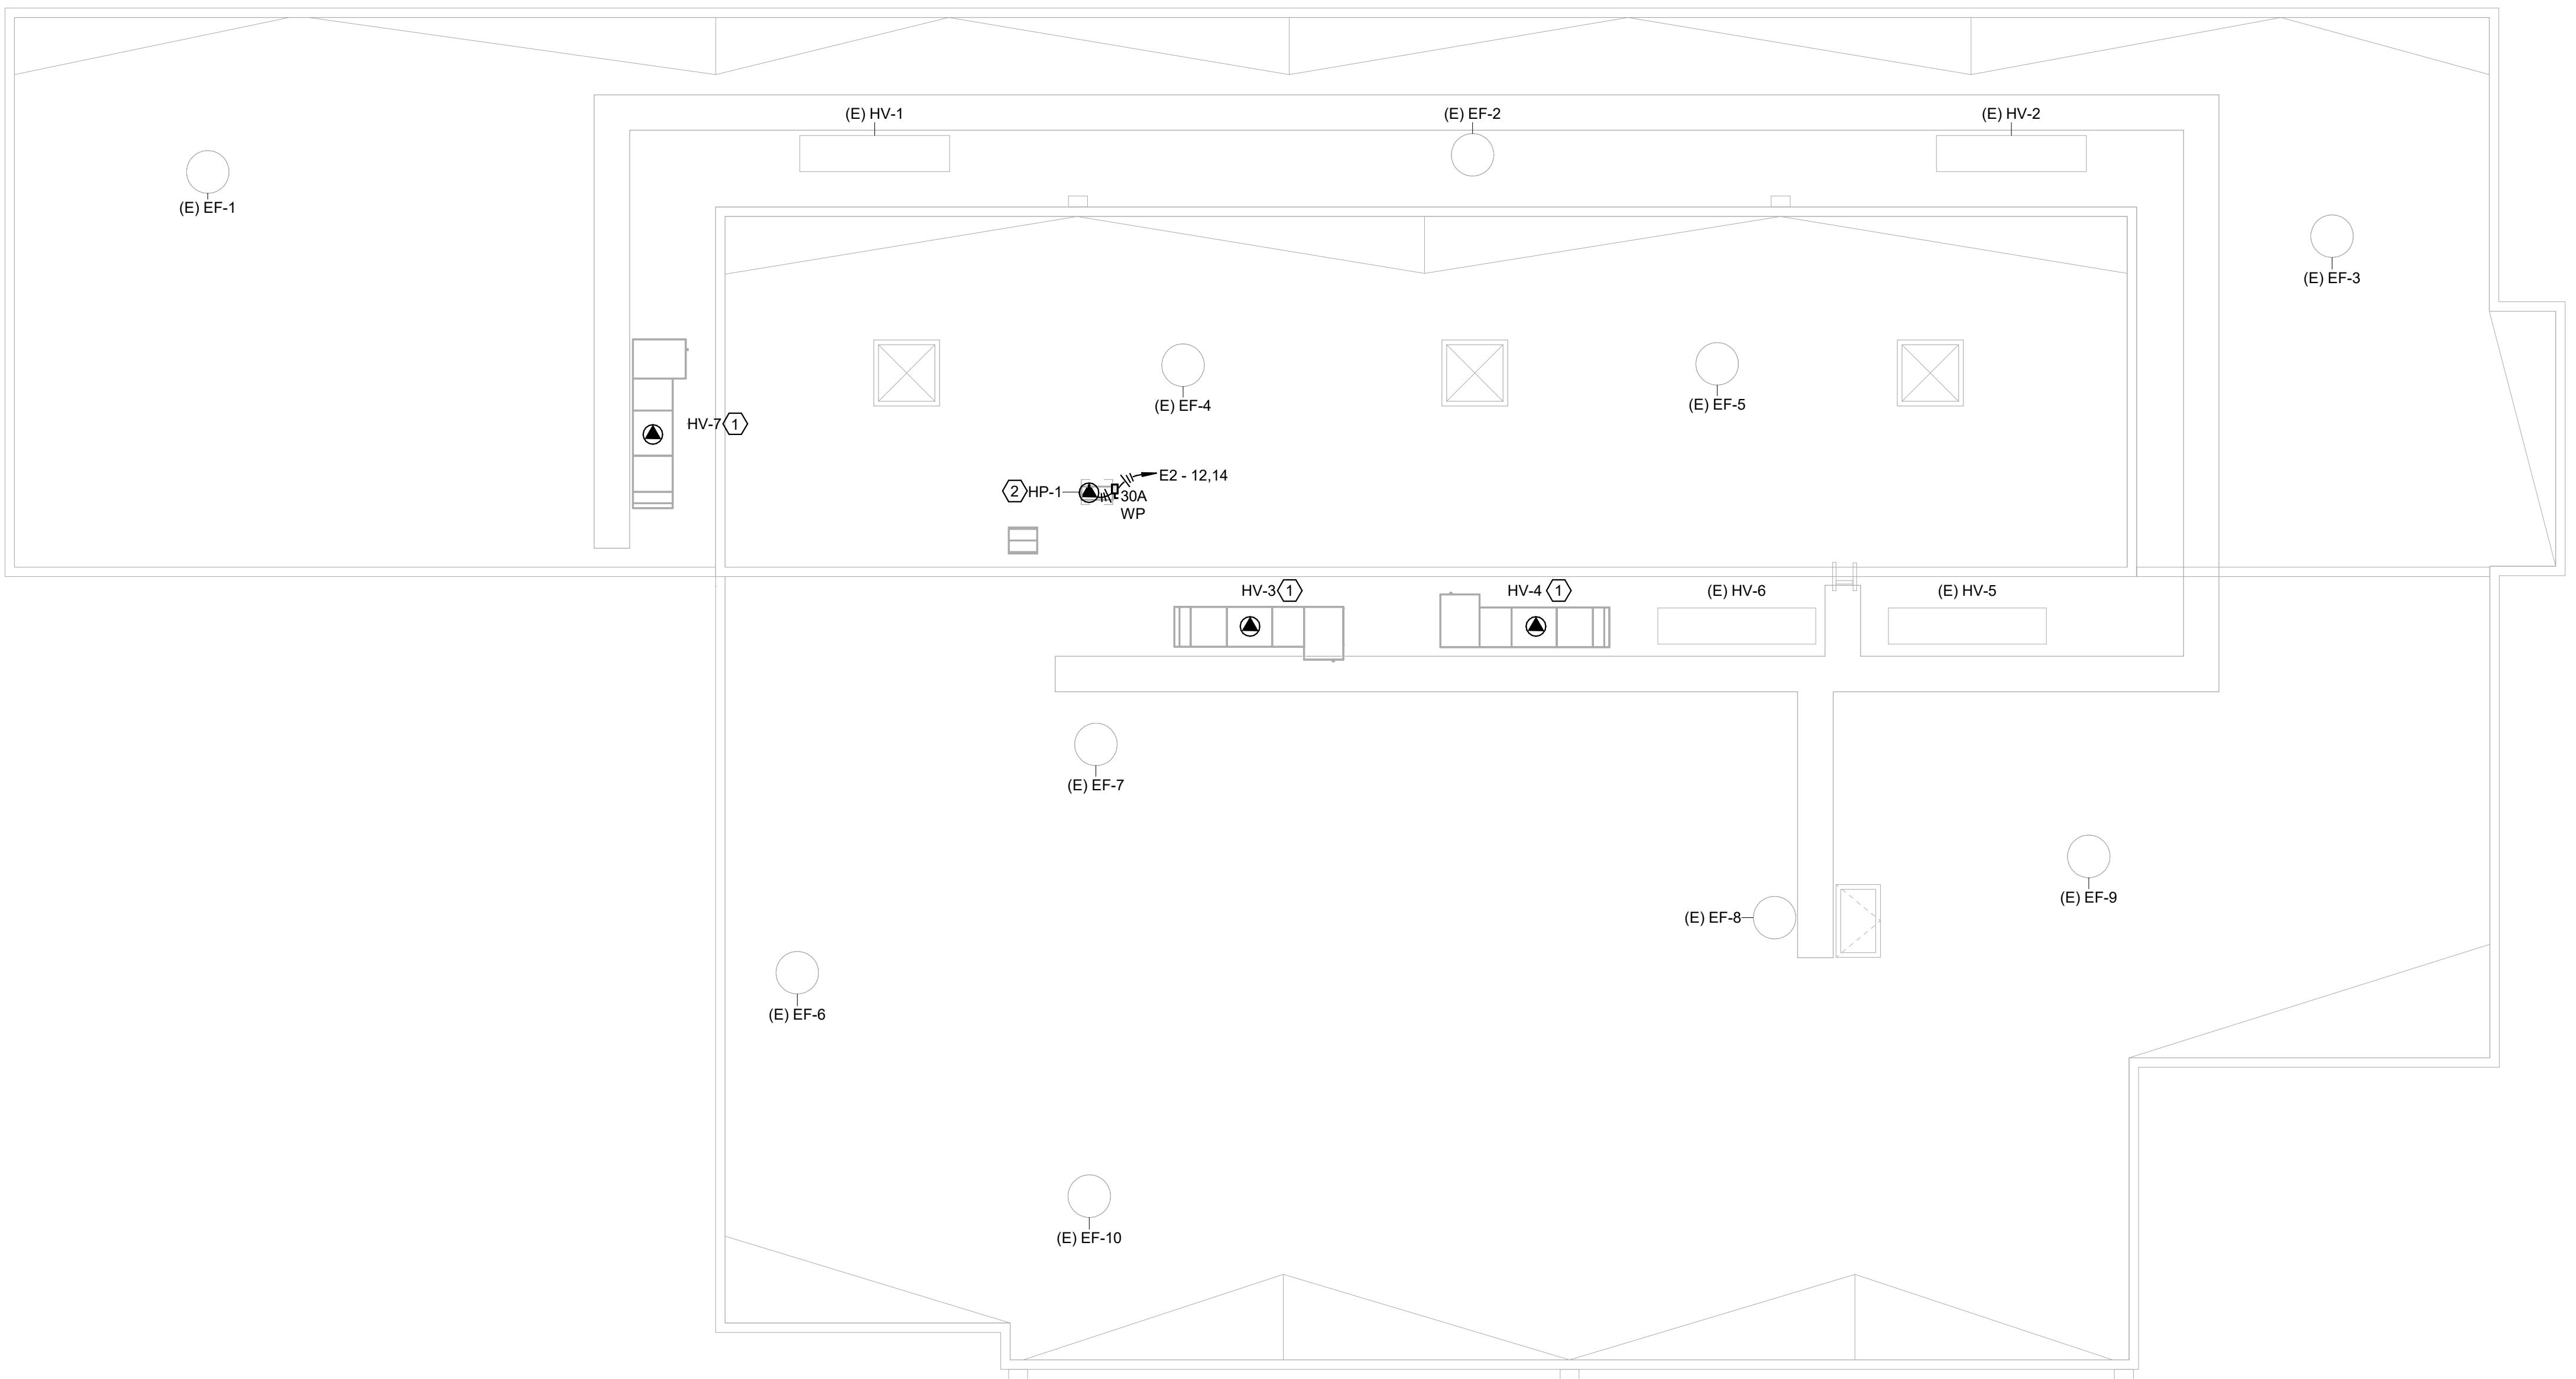 (E) HV-1
(E) EF-2
(E) HV-2
(E) EF-1
(E) EF-3
(E) EF-4
(E) EF-5
HV-7 1
E2 - 12,14
2 HP-1
30A
WP
HV-3 1
HV-4 1
(E) HV-6
(E) HV-5
(E) EF-7
(E) EF-9
(E) EF-8
(E) EF-6
(E) EF-10